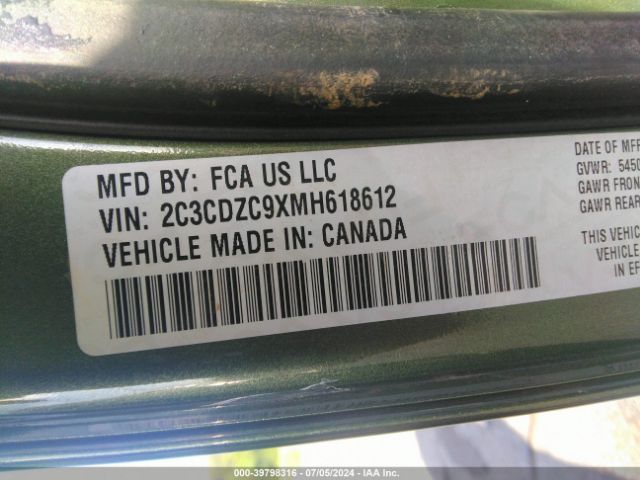 MFD BY: FCA US LLC
VIN: 2C3CDZC9XMH618612
VEHICLE MADE IN: CANADA
DATE OF MFR
GVWR: 5450
GAWR FRON
GAWR REAR
THIS VEHIC
VEHICLE
IN EF
000-39798316 - 07/05/2024 - IAA Inc.